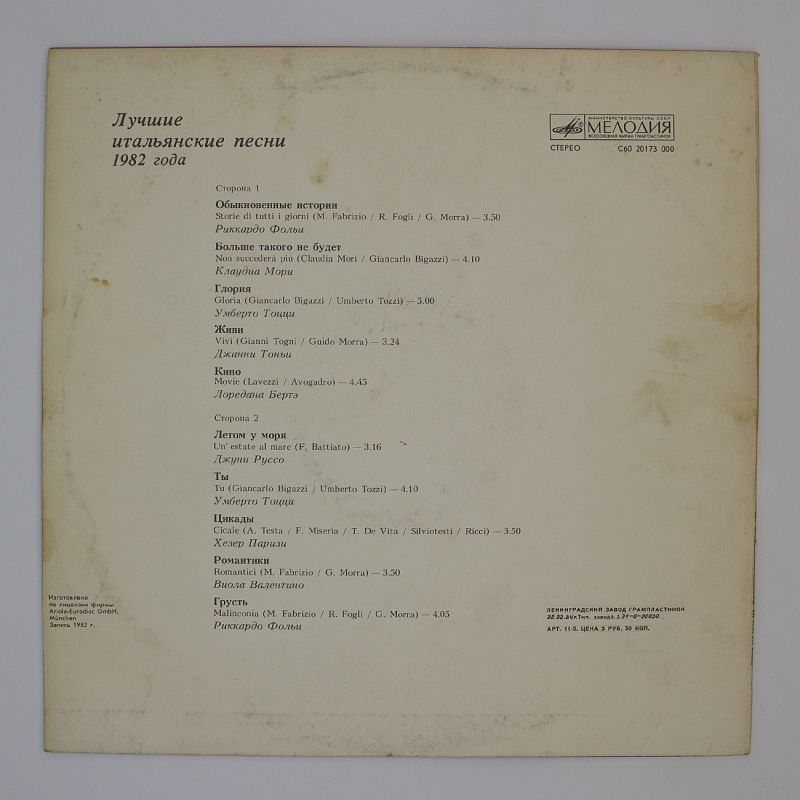 Лучшие
итальянские песни
1982 года
МИНИСТЕРСТВО КУЛЬТУРЫ СССР
МЕЛОДИЯ
ВСЕСОЮЗНАЯ ФИРМА ГРАМПЛАСТИНОК
СТЕРЕО С60 20173 000
Сторона 1
Обыкновенные истории
Storie di tutti i giorni (M. Fabrizio / R. Fogli / G. Morra) — 3.50
Риккардо Фольи
Больше такого не будет
Non succederà più (Claudia Mori / Giancarlo Bigazzi) — 4.10
Клаудиа Мори
Глория
Gloria (Giancarlo Bigazzi / Umberto Tozzi) — 5.00
Умберто Тоцци
Живи
Vivi (Gianni Togni / Guido Morra) — 3.24
Джанни Тоньи
Кино
Movie (Lavezzi / Avogadro) — 4.45
Лоредана Бертэ
Сторона 2
Летом у моря
Un' estate al mare (F. Battiato) — 3.16
Джуни Руссо
Ты
Tu (Giancarlo Bigazzi / Umberto Tozzi) — 4.10
Умберто Тоцци
Цикады
Cicale (A. Testa / F. Miseria / T. De Vita / Silviotesti / Ricci) — 3.50
Хезер Паризи
Романтики
Romantici (M. Fabrizio / G. Morra) — 3.50
Виола Валентино
Грусть
Malinconia (M. Fabrizio / R. Fogli / G. Morra) — 4.05
Риккардо Фольи
Изготовлено
по лицензии фирмы
Ariola-Eurodisc GmbH,
München
Запись 1982 г.
ЛЕНИНГРАДСКИЙ ЗАВОД ГРАМПЛАСТИНОК
Тип. завода
АРТ. 11-5. ЦЕНА 3 РУБ. 50 КОП.